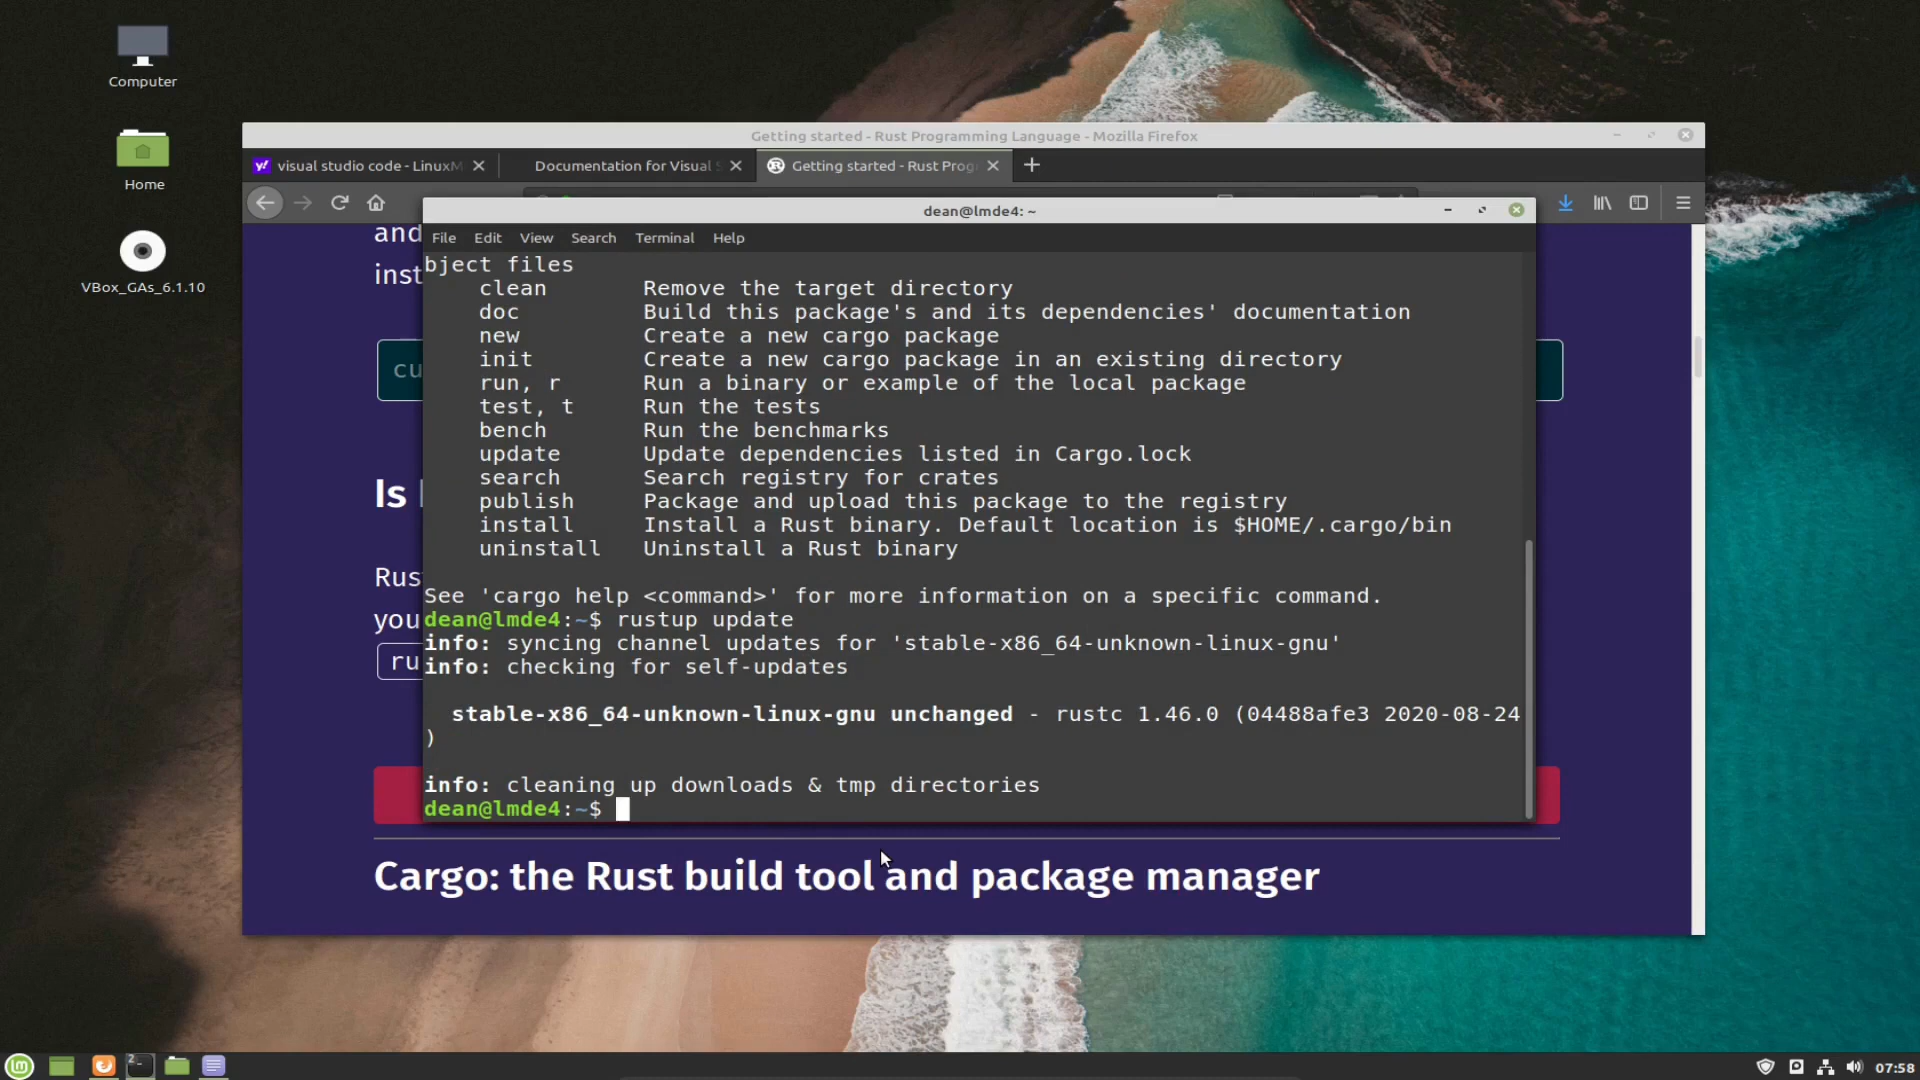 Computer
Home
VBox_GAs_6.1.10
Getting started - Rust Programming Language - Mozilla Firefox
visual studio code - LinuxM
Documentation for Visual S
Getting started - Rust Prog
dean@lmde4: ~
File Edit View Search Terminal Help
and
inst
cu
Is
Rus
you
ru
bject files
clean Remove the target directory
doc Build this package's and its dependencies' documentation
new Create a new cargo package
init Create a new cargo package in an existing directory
run, r Run a binary or example of the local package
test, t Run the tests
bench Run the benchmarks
update Update dependencies listed in Cargo.lock
search Search registry for crates
publish Package and upload this package to the registry
install Install a Rust binary. Default location is $HOME/.cargo/bin
uninstall Uninstall a Rust binary
See 'cargo help <command>' for more information on a specific command.
dean@lmde4:~$ rustup update
info: syncing channel updates for 'stable-x86_64-unknown-linux-gnu'
info: checking for self-updates
stable-x86_64-unknown-linux-gnu unchanged - rustc 1.46.0 (04488afe3 2020-08-24
)
info: cleaning up downloads & tmp directories
dean@lmde4:~$
Cargo: the Rust build tool and package manager
2
07:58